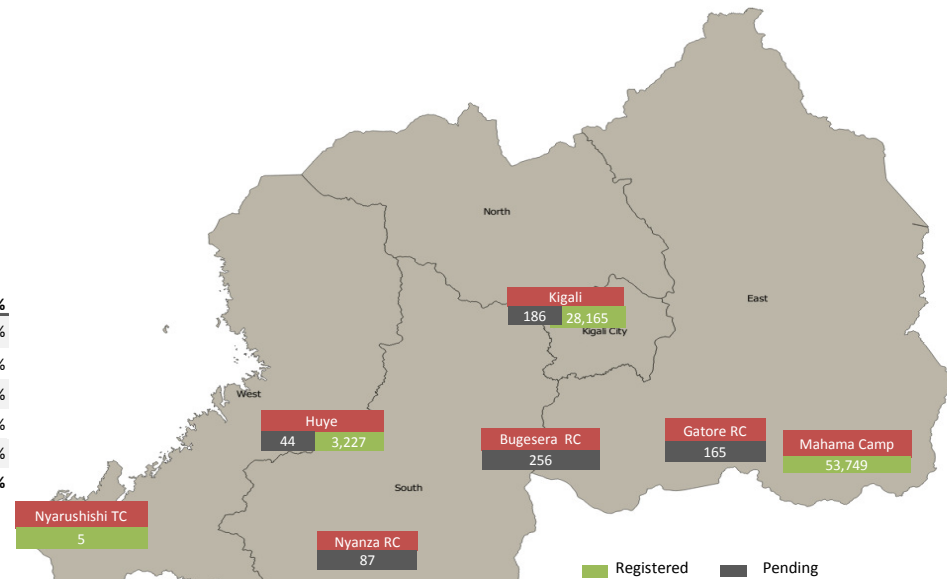 North
%
Kigali
East
186 28,165
%
Kigali City
%
West
%
Huye
Gatore RC
%
44 3,227
Bugesera RC
165
Mahama Camp
%
256
53,749
%
South
Nyarushishi TC
5
Nyanza RC
87
Registered Pending